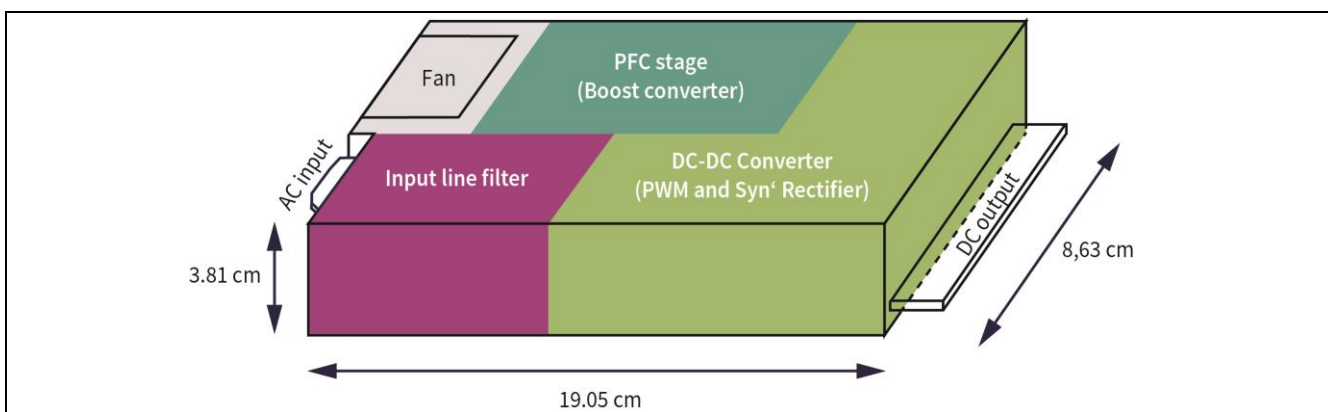 Fan
PFC stage
(Boost converter)
AC input
Input line filter
DC-DC Converter
(PWM and Syn‘ Rectifier)
DC output
3.81 cm
8,63 cm
19.05 cm